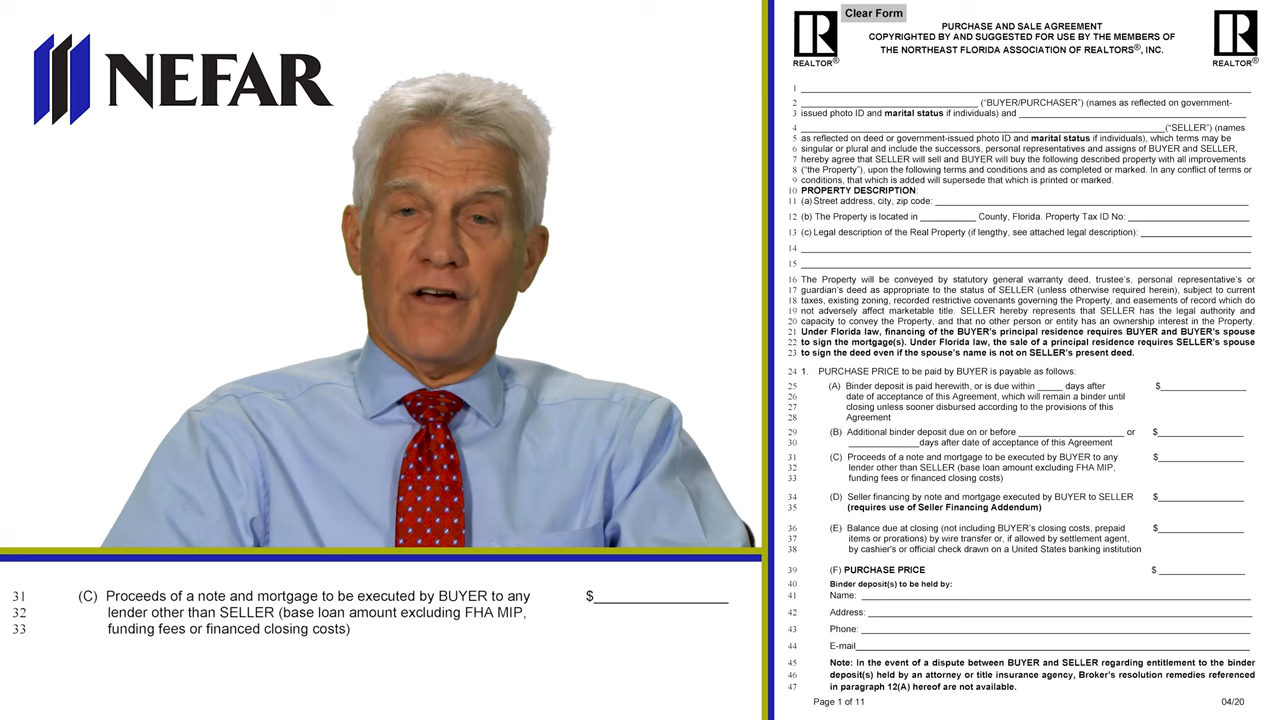 NEFAR
31 (C) Proceeds of a note and mortgage to be executed by BUYER to any $_________________
32 lender other than SELLER (base loan amount excluding FHA MIP,
33 funding fees or financed closing costs)
Clear Form
REALTOR®
REALTOR®
PURCHASE AND SALE AGREEMENT
COPYRIGHTED BY AND SUGGESTED FOR USE BY THE MEMBERS OF
THE NORTHEAST FLORIDA ASSOCIATION OF REALTORS®, INC.
1 ____________________
2 ____________________ (“BUYER/PURCHASER”) (names as reflected on government-
3 issued photo ID and marital status if individuals) and ____________________
4 ____________________(“SELLER”) (names
5 as reflected on deed or government-issued photo ID and marital status if individuals), which terms may be
6 singular or plural and include the successors, personal representatives and assigns of BUYER and SELLER,
7 hereby agree that SELLER will sell and BUYER will buy the following described property with all improvements
8 (“the Property”), upon the following terms and conditions and as completed or marked. In any conflict of terms or
9 conditions, that which is added will supersede that which is printed or marked.
10 PROPERTY DESCRIPTION:
11 (a) Street address, city, zip code: ____________________
12 (b) The Property is located in ___________ County, Florida. Property Tax ID No: ____________________
13 (c) Legal description of the Real Property (if lengthy, see attached legal description): ____________________
14 ____________________
15 ____________________
16 The Property will be conveyed by statutory general warranty deed, trustee's, personal representative's or
17 guardian's deed as appropriate to the status of SELLER (unless otherwise required herein), subject to current
18 taxes, existing zoning, recorded restrictive covenants governing the Property, and easements of record which do
19 not adversely affect marketable title. SELLER hereby represents that SELLER has the legal authority and
20 capacity to convey the Property, and that no other person or entity has an ownership interest in the Property.
21 Under Florida law, financing of the BUYER's principal residence requires BUYER and BUYER's spouse
22 to sign the mortgage(s). Under Florida law, the sale of a principal residence requires SELLER's spouse
23 to sign the deed even if the spouse's name is not on SELLER's present deed.
24 1. PURCHASE PRICE to be paid by BUYER is payable as follows:
25 (A) Binder deposit is paid herewith, or is due within _____ days after $_________________
26 date of acceptance of this Agreement, which will remain a binder until
27 closing unless sooner disbursed according to the provisions of this
28 Agreement
29 (B) Additional binder deposit due on or before ____________________ or $_________________
30 ______________days after date of acceptance of this Agreement
31 (C) Proceeds of a note and mortgage to be executed by BUYER to any $_________________
32 lender other than SELLER (base loan amount excluding FHA MIP,
33 funding fees or financed closing costs)
34 (D) Seller financing by note and mortgage executed by BUYER to SELLER $_________________
35 (requires use of Seller Financing Addendum)
36 (E) Balance due at closing (not including BUYER's closing costs, prepaid $_________________
37 items or prorations) by wire transfer or, if allowed by settlement agent,
38 by cashier's or official check drawn on a United States banking institution
39 (F) PURCHASE PRICE $ _________________
40 Binder deposit(s) to be held by:
41 Name: ____________________
42 Address: ____________________
43 Phone: ____________________
44 E-mail____________________
45 Note: In the event of a dispute between BUYER and SELLER regarding entitlement to the binder
46 deposit(s) held by an attorney or title insurance agency, Broker's resolution remedies referenced
47 in paragraph 12(A) hereof are not available.
Page 1 of 11 04/20